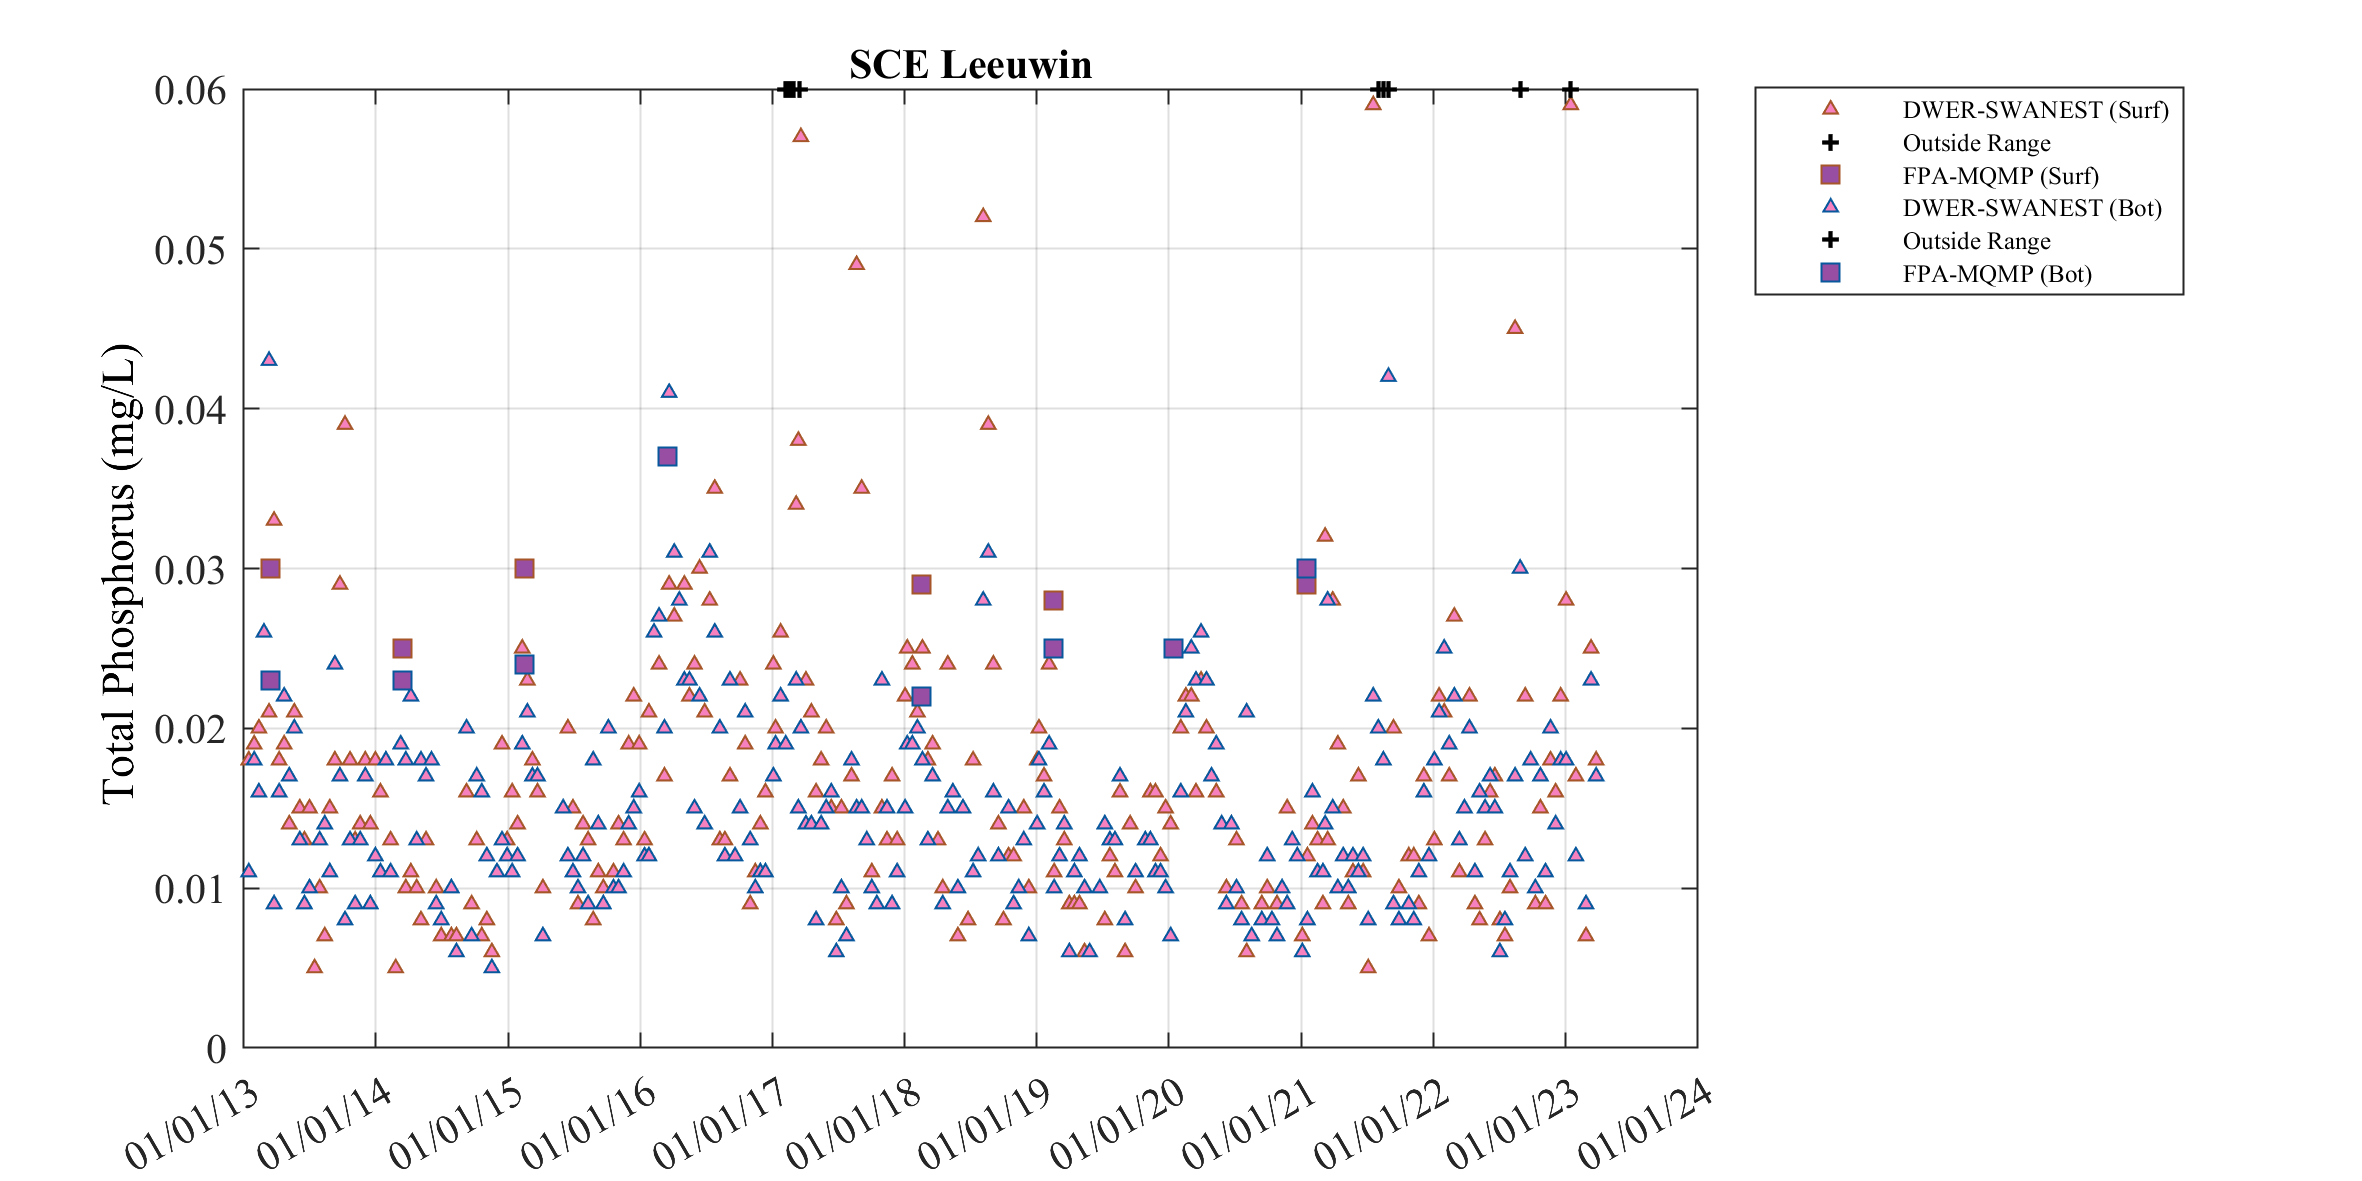 SCE Leeuwin
Total Phosphorus (mg/L)
0.06
0.05
0.04
0.03
0.02
0.01
0
01/01/13
01/01/14
01/01/15
01/01/16
01/01/17
01/01/18
01/01/19
01/01/20
01/01/21
01/01/22
01/01/23
01/01/24
DWER-SWANEST (Surf)
Outside Range
FPA-MQMP (Surf)
DWER-SWANEST (Bot)
Outside Range
FPA-MQMP (Bot)